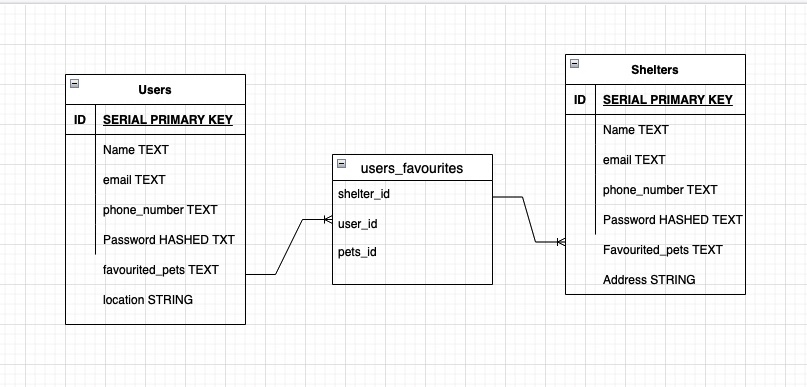 Users
ID SERIAL PRIMARY KEY
Name TEXT
email TEXT
phone_number TEXT
Password HASHED TXT
favourited_pets TEXT
location STRING
users_favourites
shelter_id
user_id
pets_id
Shelters
ID SERIAL PRIMARY KEY
Name TEXT
email TEXT
phone_number TEXT
Password HASHED TEXT
Favourited_pets TEXT
Address STRING